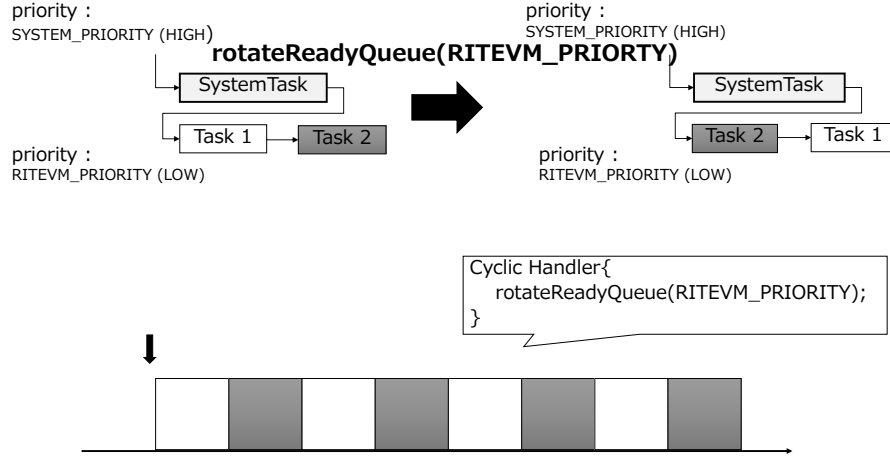 priority :
SYSTEM_PRIORITY (HIGH)
priority :
SYSTEM_PRIORITY (HIGH)
rotateReadyQueue(RITEVM_PRIORTY)
SystemTask
SystemTask
Task 1
Task 2
Task 2
Task 1
priority :
RITEVM_PRIORITY (LOW)
priority :
RITEVM_PRIORITY (LOW)
Cyclic Handler{
rotateReadyQueue(RITEVM_PRIORITY);
}